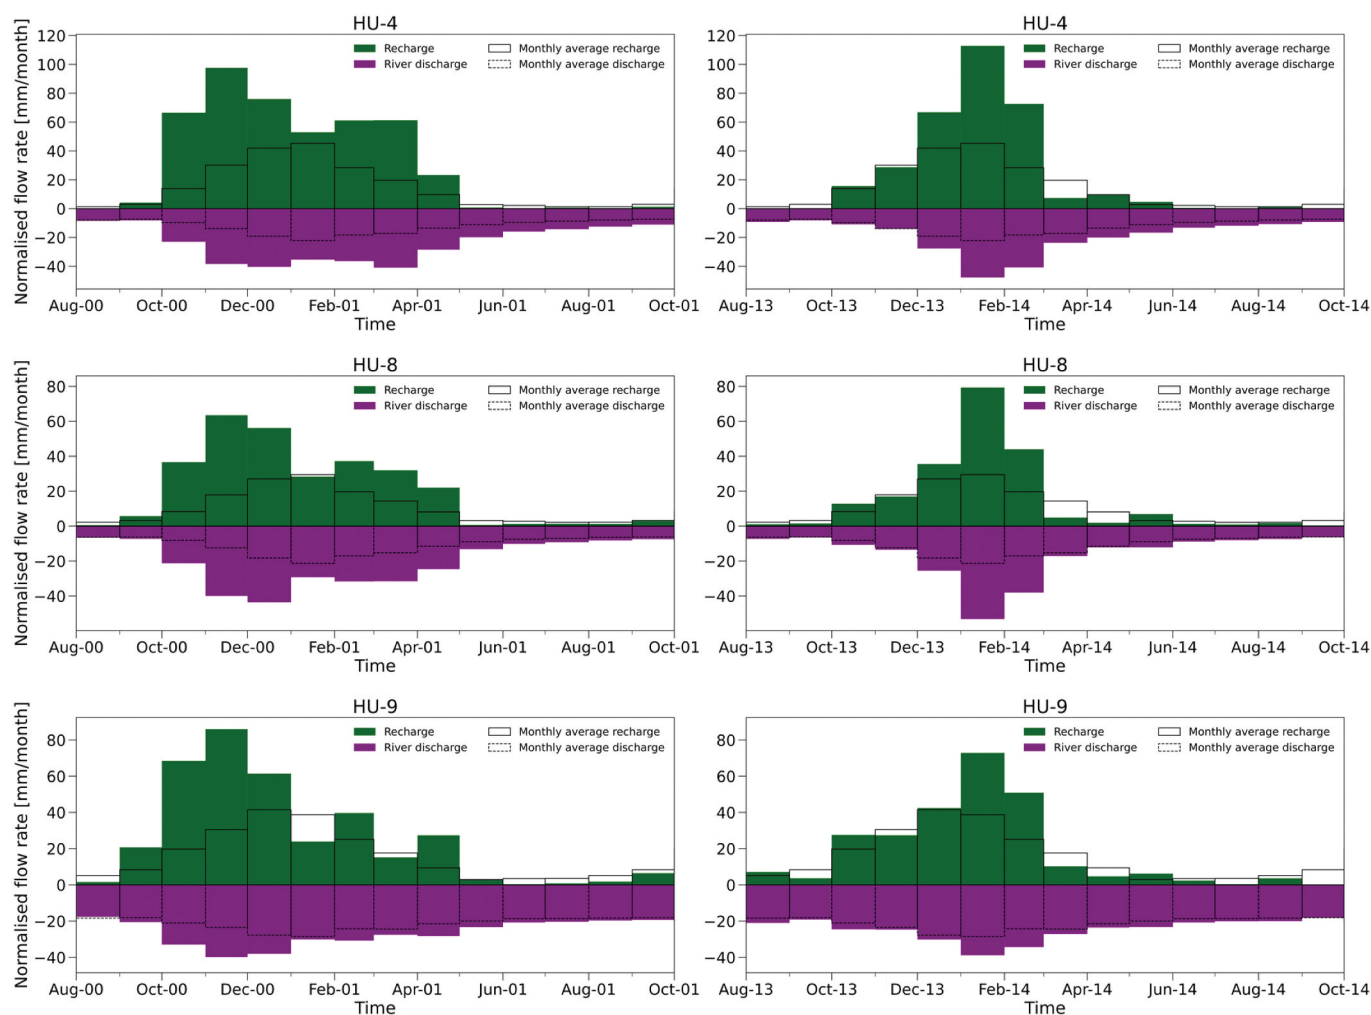 HU-4
Normalised flow rate [mm/month]
120
100
80
60
40
20
0
−20
−40
Recharge
River discharge
Monthly average recharge
Monthly average discharge
Aug-00 Oct-00 Dec-00 Feb-01 Apr-01 Jun-01 Aug-01 Oct-01
Time
HU-4
120
100
80
60
40
20
0
−20
−40
Recharge
River discharge
Monthly average recharge
Monthly average discharge
Aug-13 Oct-13 Dec-13 Feb-14 Apr-14 Jun-14 Aug-14 Oct-14
Time
HU-8
Normalised flow rate [mm/month]
80
60
40
20
0
−20
−40
Recharge
River discharge
Monthly average recharge
Monthly average discharge
Aug-00 Oct-00 Dec-00 Feb-01 Apr-01 Jun-01 Aug-01 Oct-01
Time
HU-8
80
60
40
20
0
−20
−40
Recharge
River discharge
Monthly average recharge
Monthly average discharge
Aug-13 Oct-13 Dec-13 Feb-14 Apr-14 Jun-14 Aug-14 Oct-14
Time
HU-9
Normalised flow rate [mm/month]
80
60
40
20
0
−20
−40
Recharge
River discharge
Monthly average recharge
Monthly average discharge
Aug-00 Oct-00 Dec-00 Feb-01 Apr-01 Jun-01 Aug-01 Oct-01
Time
HU-9
80
60
40
20
0
−20
−40
Recharge
River discharge
Monthly average recharge
Monthly average discharge
Aug-13 Oct-13 Dec-13 Feb-14 Apr-14 Jun-14 Aug-14 Oct-14
Time